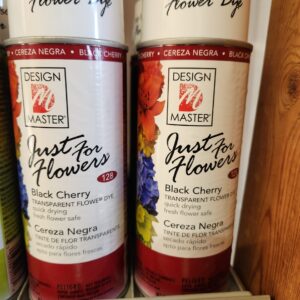 Flower Dye
Flower Dye
• CEREZA NEGRA • BLACK CHERRY
• CEREZA NEGRA • BLACK CHERRY
DESIGN
M
MASTER
Just For
Flowers
128
Black Cherry
TRANSPARENT FLOWER DYE
quick drying
fresh flower safe
Cereza Negra
TINTE DE FLOR TRANSPARENTE
secado rápido
apto para flores frescas
DESIGN
M
MASTER
Just For
Flowers
Black Cherry
TRANSPARENT FLOWER DYE
quick drying
fresh flower safe
Cereza Negra
TINTE DE FLOR TRANSPARENTE
secado rápido
apto para flores frescas